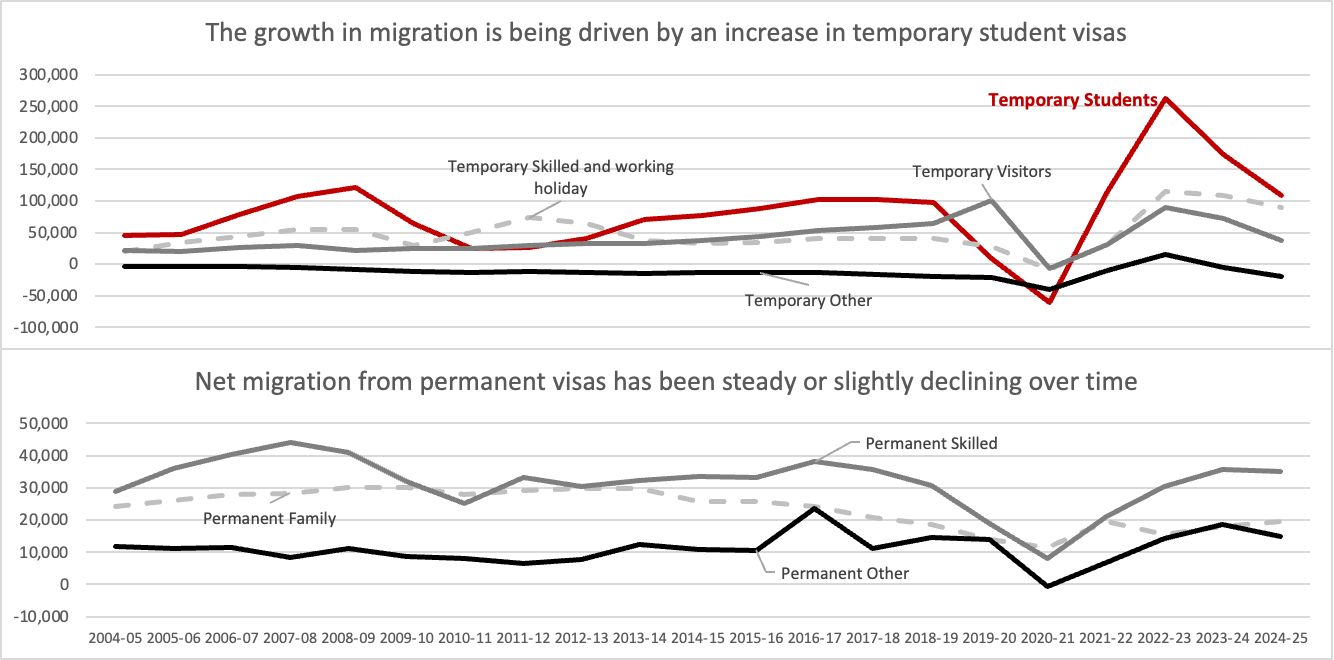 The growth in migration is being driven by an increase in temporary student visas
300,000
250,000
200,000
150,000
100,000
50,000
0
-50,000
-100,000
Temporary Students
Temporary Skilled and working
holiday
Temporary Visitors
Temporary Other
Net migration from permanent visas has been steady or slightly declining over time
50,000
40,000
30,000
20,000
10,000
0
-10,000
Permanent Skilled
Permanent Family
Permanent Other
2004-05 2005-06 2006-07 2007-08 2008-09 2009-10 2010-11 2011-12 2012-13 2013-14 2014-15 2015-16 2016-17 2017-18 2018-19 2019-20 2020-21 2021-22 2022-23 2023-24 2024-25